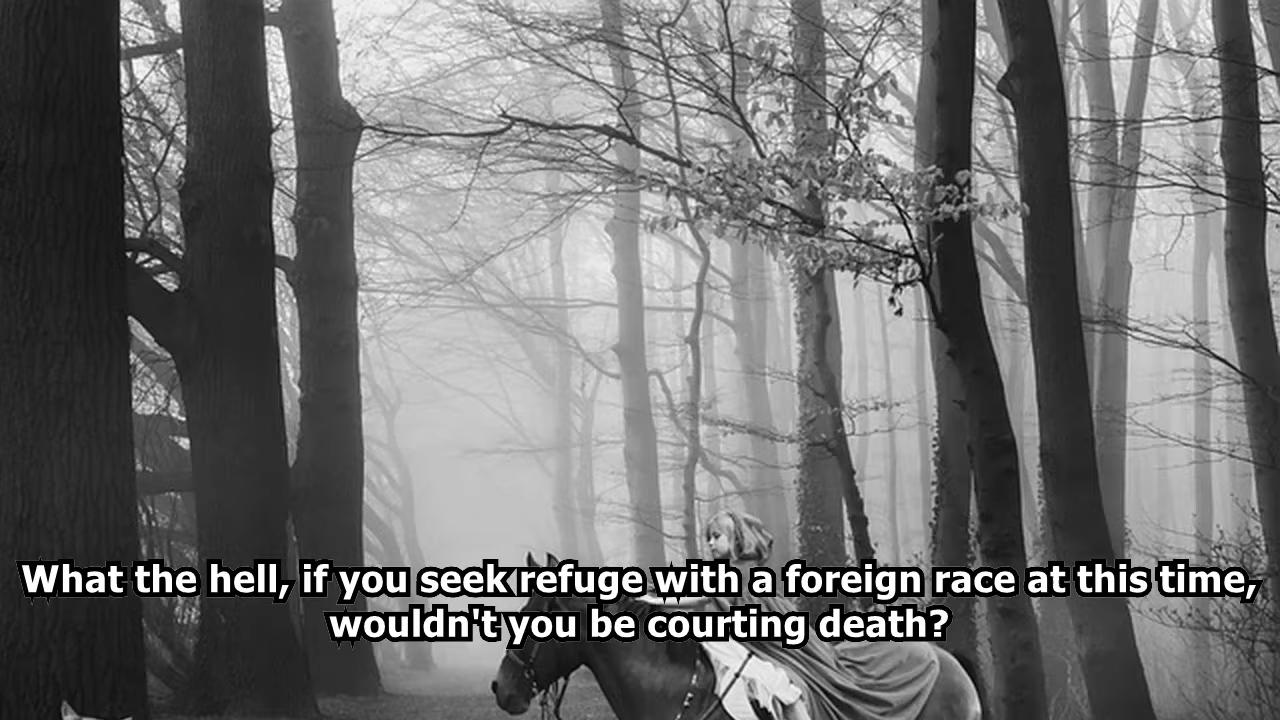 What the hell, if you seek refuge with a foreign race at this time,
wouldn't you be courting death?